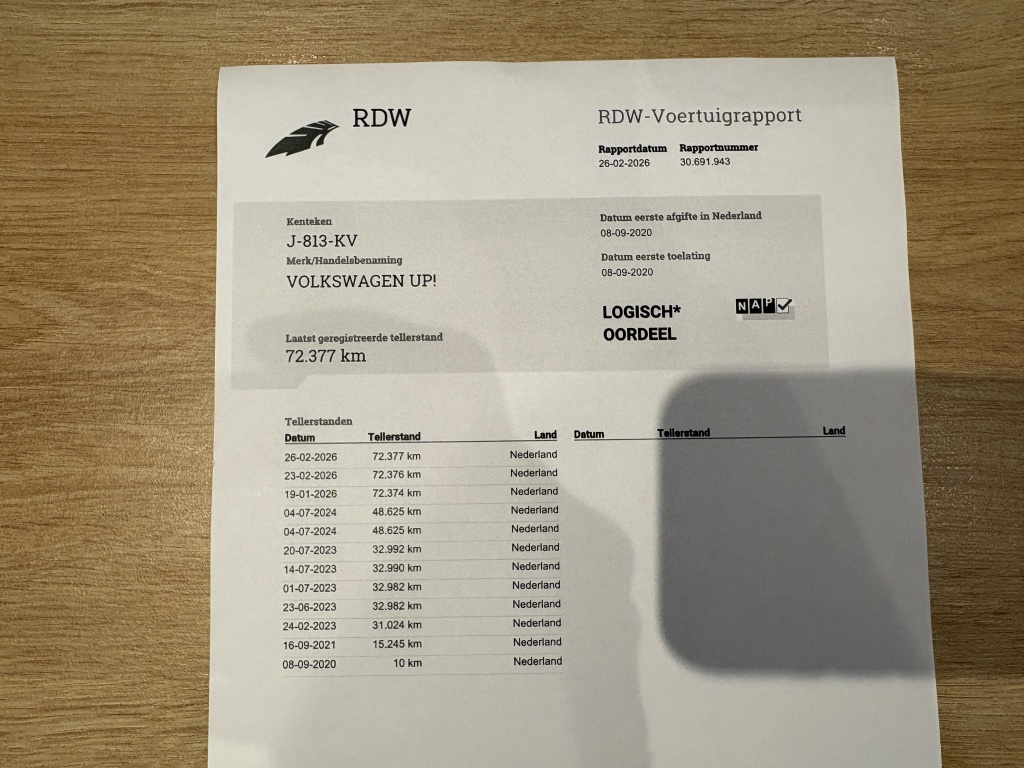 RDW
RDW-Voertuigrapport
Rapportdatum Rapportnummer
26-02-2026 30.691.943
Kenteken
J-813-KV
Merk/Handelsbenaming
VOLKSWAGEN UP!
Laatst geregistreerde tellerstand
72.377 km
Datum eerste afgifte in Nederland
08-09-2020
Datum eerste toelating
08-09-2020
LOGISCH*
OORDEEL
NAP
Tellerstanden
Datum Tellerstand Land Datum Tellerstand Land
26-02-2026 72.377 km Nederland
23-02-2026 72.376 km Nederland
19-01-2026 72.374 km Nederland
04-07-2024 48.625 km Nederland
04-07-2024 48.625 km Nederland
20-07-2023 32.992 km Nederland
14-07-2023 32.990 km Nederland
01-07-2023 32.982 km Nederland
23-06-2023 32.982 km Nederland
24-02-2023 31.024 km Nederland
16-09-2021 15.245 km Nederland
08-09-2020 10 km Nederland